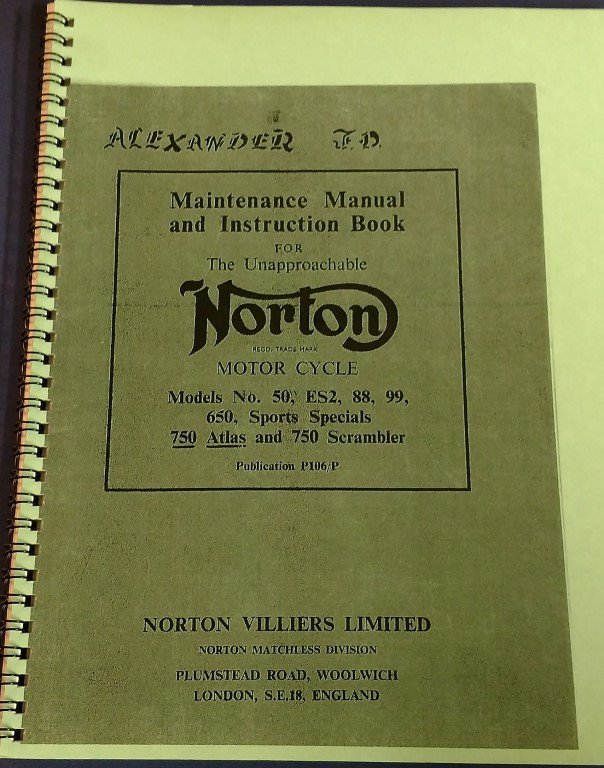 ALEXANDER J.D.
Maintenance Manual
and Instruction Book
FOR
The Unapproachable
Norton
REGD. TRADE MARK
MOTOR CYCLE
Models No. 50, ES2, 88, 99,
650, Sports Specials
750 Atlas and 750 Scrambler
Publication P106/P
NORTON VILLIERS LIMITED
NORTON MATCHLESS DIVISION
PLUMSTEAD ROAD, WOOLWICH
LONDON, S.E.18, ENGLAND